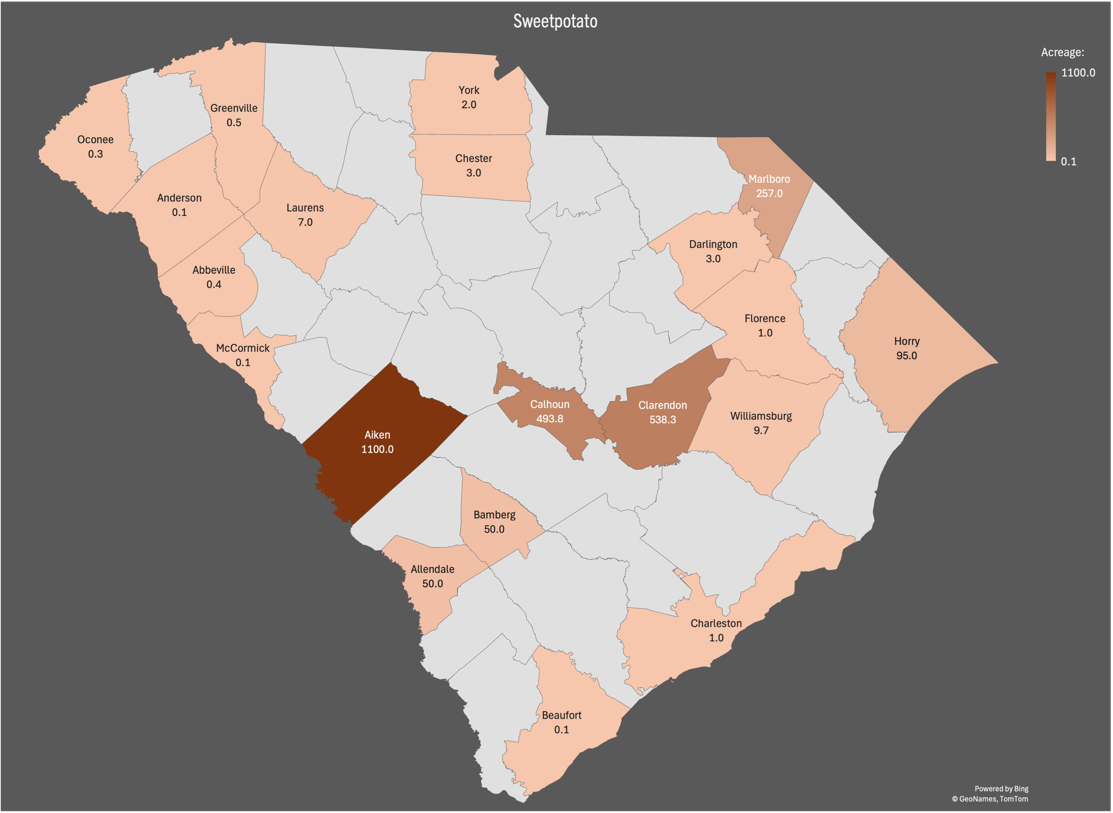 Sweetpotato
Acreage:
1100.0
0.1
York
2.0
Greenville
0.5
Oconee
0.3
Chester
3.0
Marlboro
257.0
Anderson
0.1
Laurens
7.0
Darlington
3.0
Abbeville
0.4
Florence
1.0
McCormick
0.1
Horry
95.0
Calhoun
493.8
Clarendon
538.3
Williamsburg
9.7
Aiken
1100.0
Bamberg
50.0
Allendale
50.0
Charleston
1.0
Beaufort
0.1
Powered by Bing
© GeoNames, TomTom